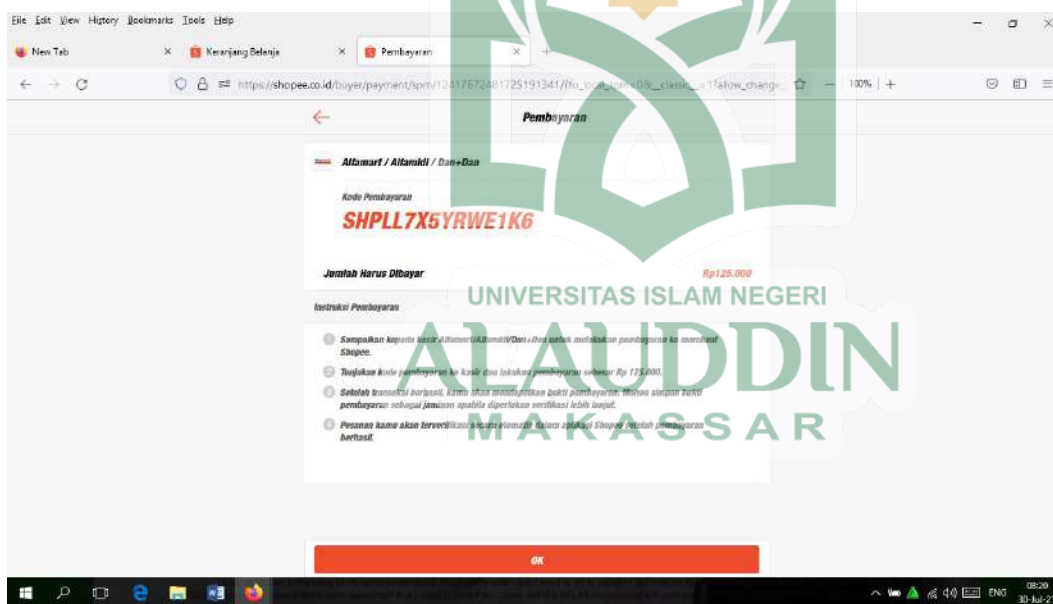 File Edit View History Bookmarks Tools Help
New Tab
Keranjang Belanja
Pembayaran
100%
Pembayaran
Alfamart / Alfamidi / Dan+Dan
Kode Pembayaran
SHPLL7X5YRWE1K6
Jumlah Harus Dibayar Rp125.000
UNIVERSITAS ISLAM NEGERI
Instruksi Pembayaran
ALAUDDIN
1 Sampaikan kepada kasir Alfamart/Alfamidi/Dan+Dan untuk melakukan pembayaran ke merchant
Shopee.
2 Tunjukan kode pembayaran ke kasir dan lakukan pembayaran sebesar Rp 125.000.
3 Setelah transaksi berhasil, kamu akan mendapatkan bukti pembayaran. Mohon simpan bukti
pembayaran sebagai jaminan apabila diperlukan verifikasi lebih lanjut.
4 Pesanan kamu akan terverifikasi secara otomatis dalam aplikasi Shopee setelah pembayaran
berhasil.
MAKASSAR
OK
ENG
08:20